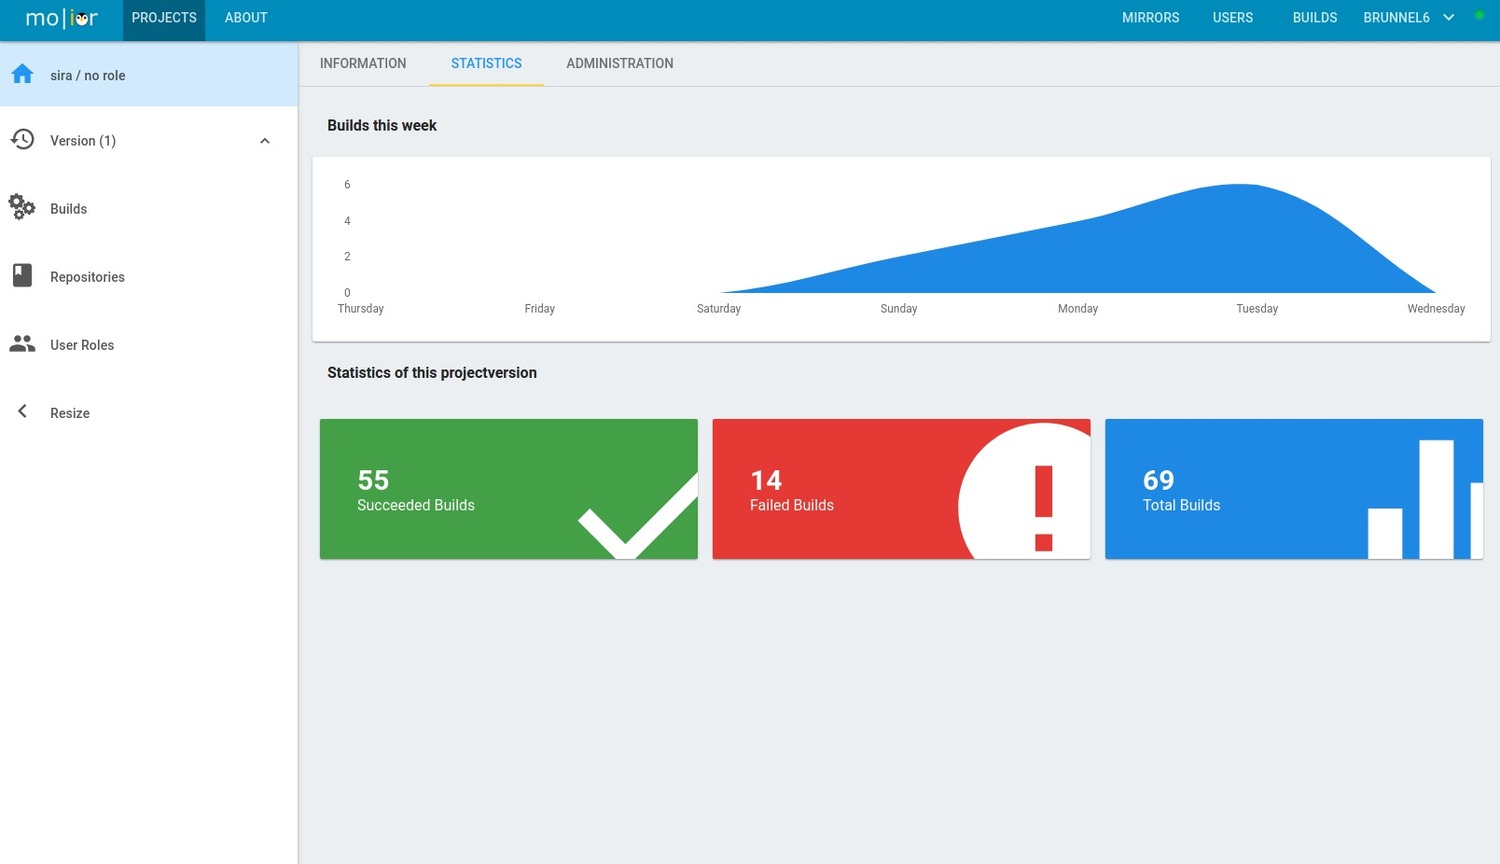 molior PROJECTS ABOUT MIRRORS USERS BUILDS BRUNNEL6
sira / no role
Version (1)
Builds
Repositories
User Roles
Resize
INFORMATION STATISTICS ADMINISTRATION
Builds this week
6
4
2
0
Thursday Friday Saturday Sunday Monday Tuesday Wednesday
Statistics of this projectversion
55
Succeeded Builds
14
Failed Builds
69
Total Builds